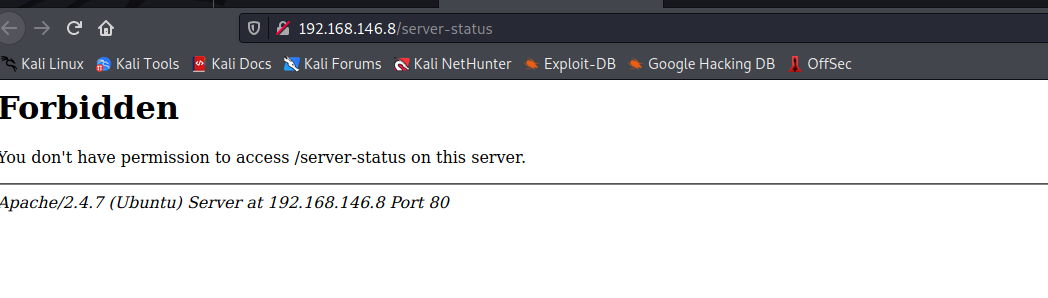 192.168.146.8/server-status
Kali Linux Kali Tools Kali Docs Kali Forums Kali NetHunter Exploit-DB Google Hacking DB OffSec
Forbidden
You don't have permission to access /server-status on this server.
Apache/2.4.7 (Ubuntu) Server at 192.168.146.8 Port 80